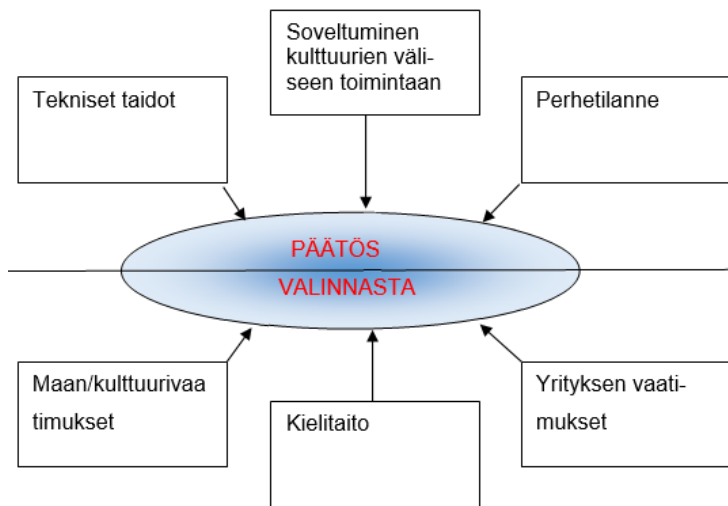 Soveltuminen
kulttuurien väli-
seen toimintaan
Tekniset taidot
Perhetilanne
PÄÄTÖS
VALINNASTA
Maan/kulttuurivaa
timukset
Kielitaito
Yrityksen vaati-
mukset